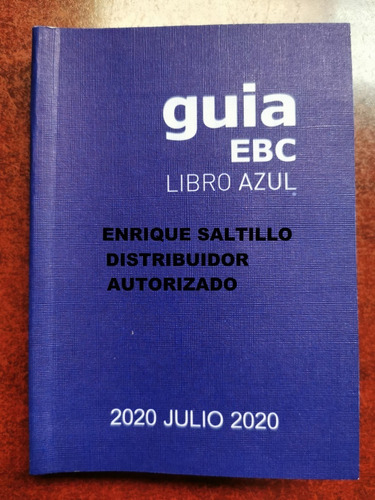 guia
EBC
LIBRO AZUL®
ENRIQUE SALTILLO
DISTRIBUIDOR
AUTORIZADO
2020 JULIO 2020